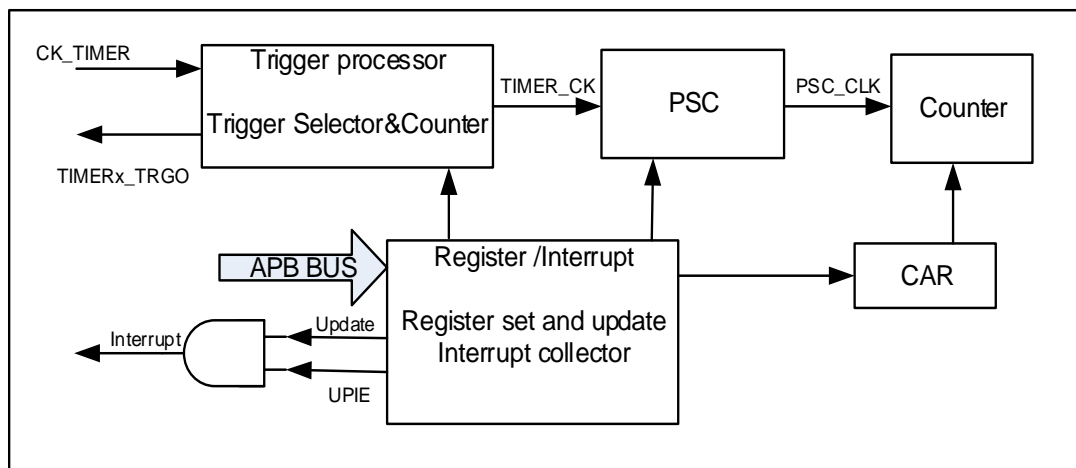 CK_TIMER
Trigger processor
Trigger Selector&Counter
TIMERx_TRGO
TIMER_CK
PSC
PSC_CLK
Counter
APB BUS
Register /Interrupt
Register set and update
Interrupt collector
CAR
Interrupt
Update
UPIE